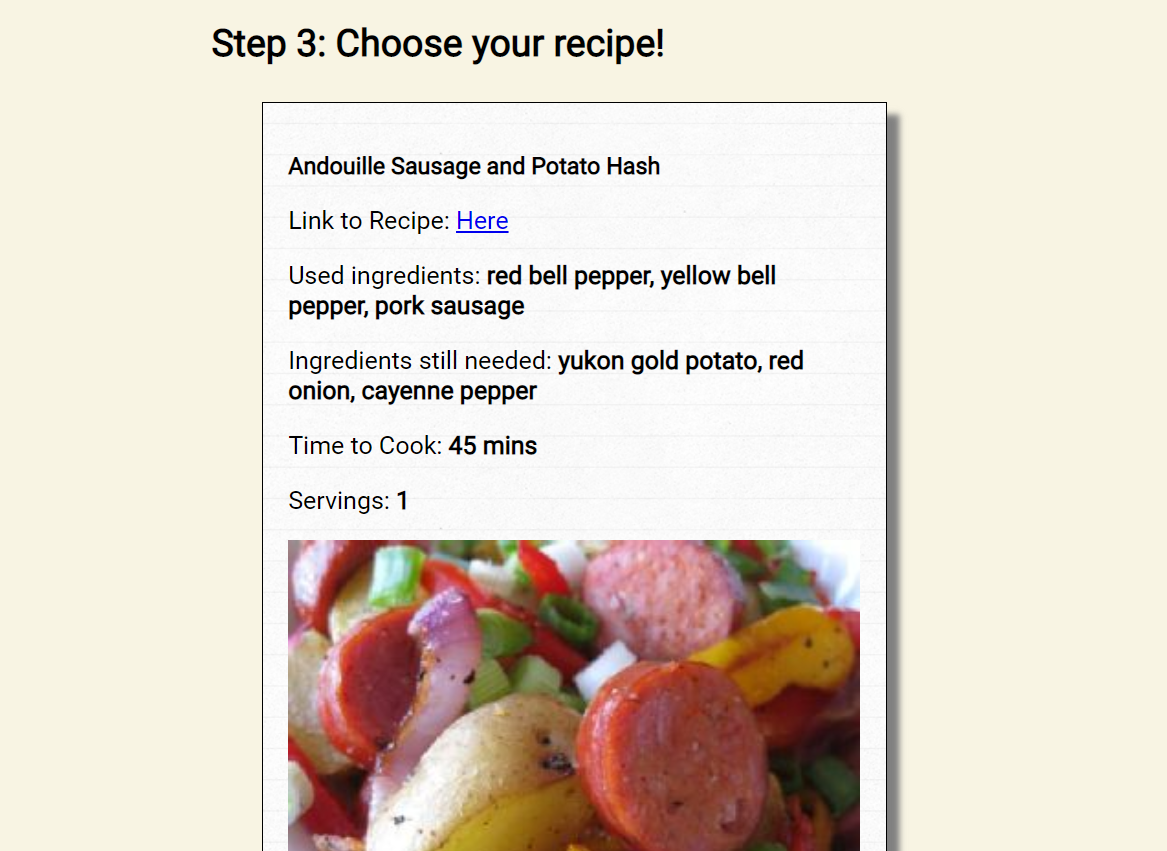 Step 3: Choose your recipe!
Andouille Sausage and Potato Hash
Link to Recipe: Here
Used ingredients: red bell pepper, yellow bell
pepper, pork sausage
Ingredients still needed: yukon gold potato, red
onion, cayenne pepper
Time to Cook: 45 mins
Servings: 1